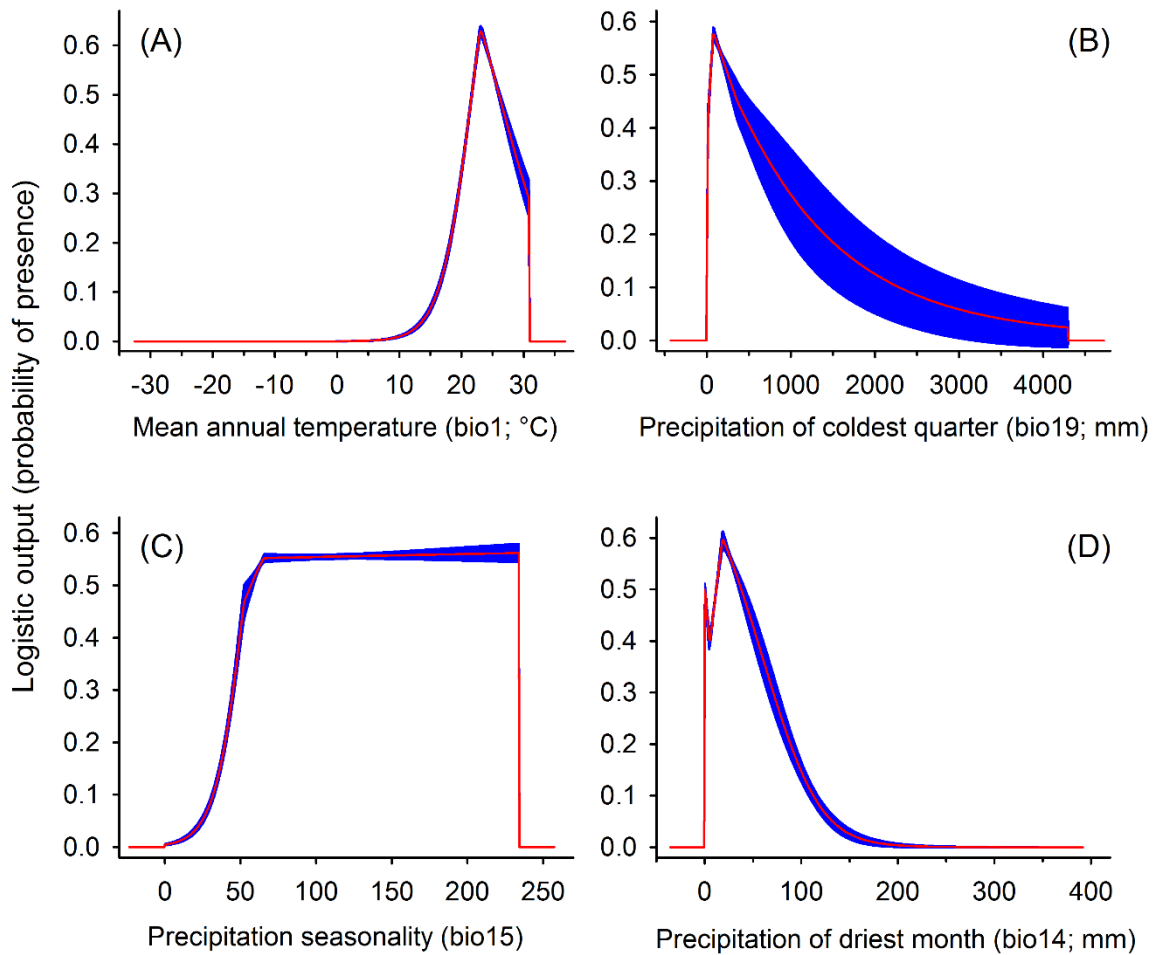 Logistic output (probability of presence)
(A)
0.6
0.5
0.4
0.3
0.2
0.1
0.0
-30 -20 -10 0 10 20 30
Mean annual temperature (bio1; °C)
(B)
0.6
0.5
0.4
0.3
0.2
0.1
0.0
0 1000 2000 3000 4000
Precipitation of coldest quarter (bio19; mm)
(C)
0.6
0.5
0.4
0.3
0.2
0.1
0.0
0 50 100 150 200 250
Precipitation seasonality (bio15)
(D)
0.6
0.5
0.4
0.3
0.2
0.1
0.0
0 100 200 300 400
Precipitation of driest month (bio14; mm)